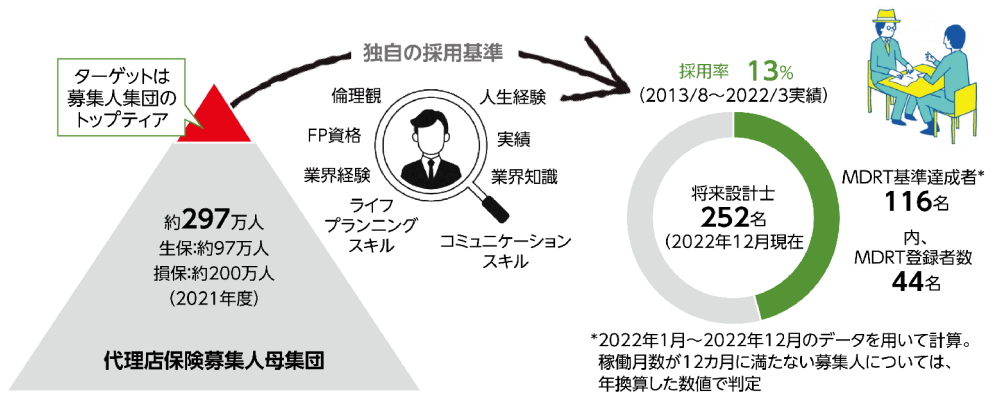 ターゲットは
募集人集団の
トップティア
約297万人
生保:約97万人
損保:約200万人
(2021年度)
代理店保険募集人母集団
独自の採用基準
倫理観
人生経験
FP資格
実績
業界経験
業界知識
ライフ
プランニング
スキル
コミュニケーション
スキル
採用率 13%
(2013/8～2022/3実績)
将来設計士
252名
(2022年12月現在
MDRT基準達成者*
116名
内、
MDRT登録者数
44名
*2022年1月～2022年12月のデータを用いて計算。
稼働月数が12カ月に満たない募集人については、
年換算した数値で判定